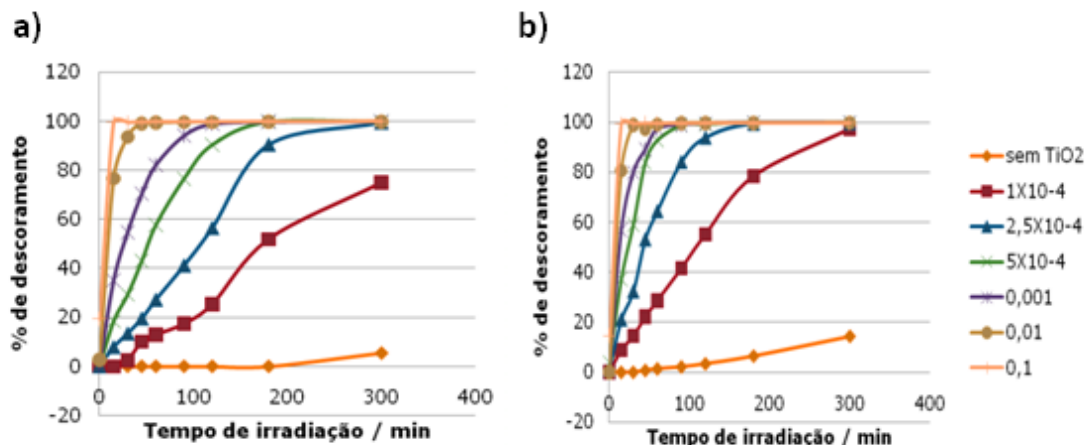 a)
120
100
80
60
40
20
0
-20
0 100 200 300 400
% de descoramento
Tempo de irradiação / min
b)
120
100
80
60
40
20
0
-20
0 100 200 300 400
% de descoramento
Tempo de irradiação / min
sem TiO2
1X10-4
2,5X10-4
5X10-4
0,001
0,01
0,1